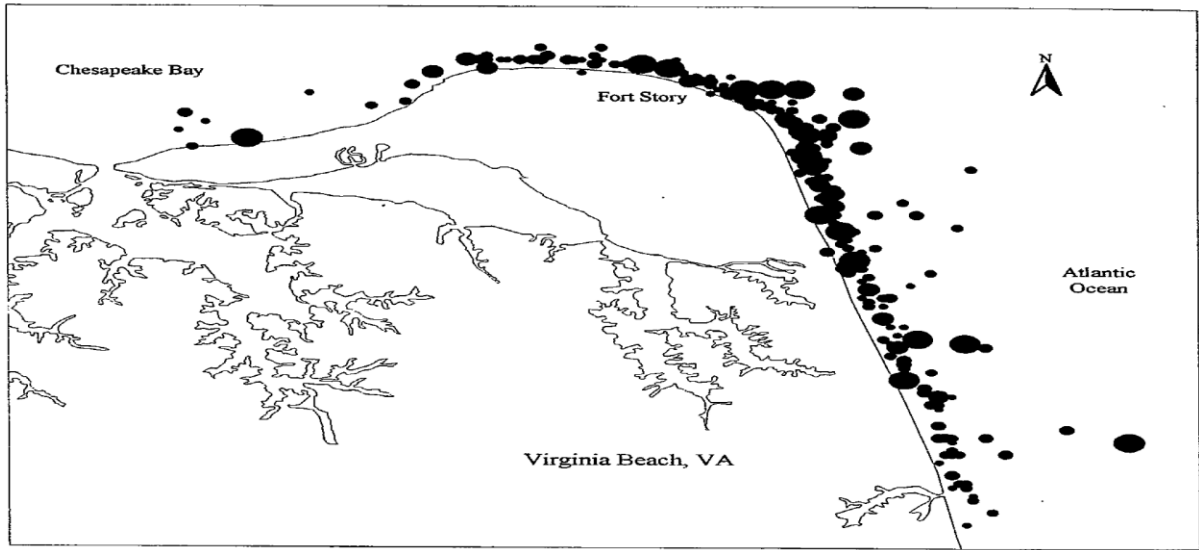 Chesapeake Bay
N
Fort Story
Atlantic
Ocean
Virginia Beach, VA